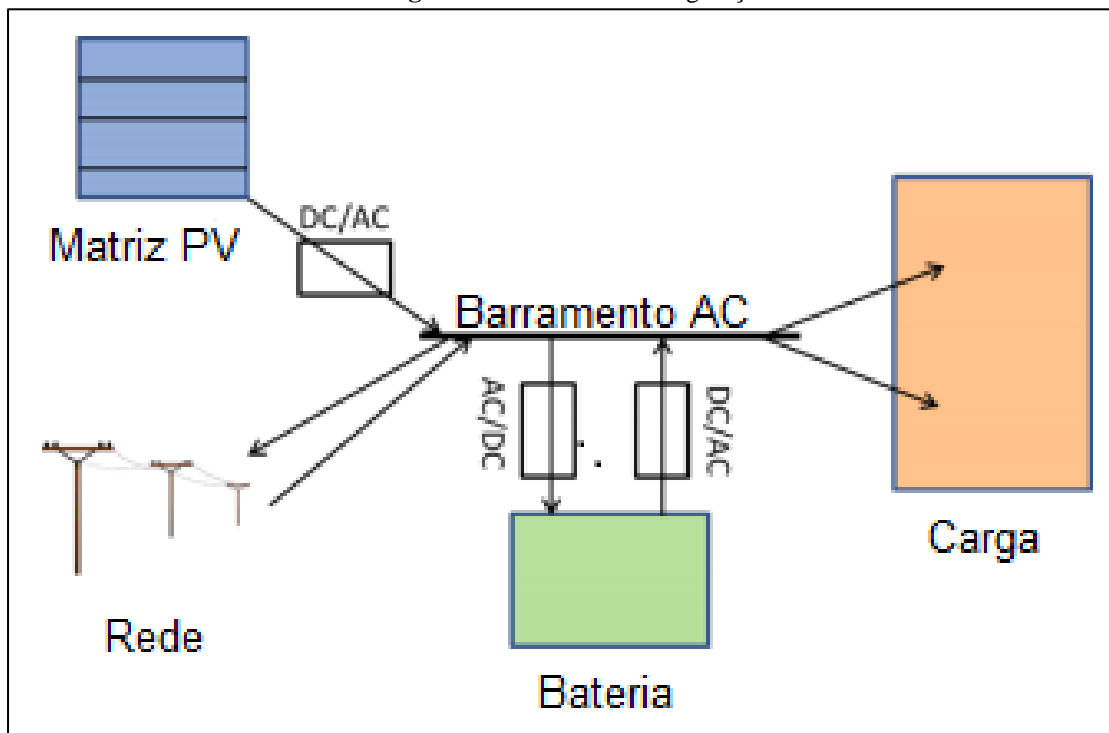 DC/AC
Matriz PV
Barramento AC
AC/DC
DC/AC
Carga
Rede
Bateria